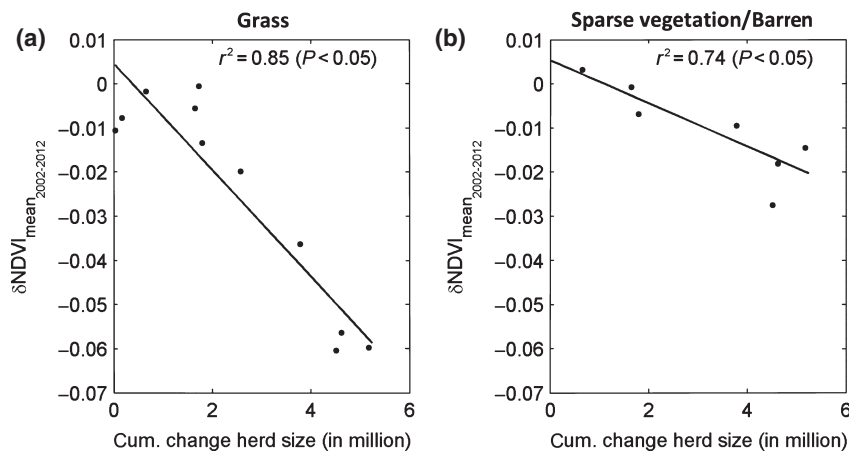 Grass
(a)
r² = 0.85 (P < 0.05)
0.01
0
−0.01
−0.02
−0.03
−0.04
−0.05
−0.06
−0.07
δNDVImean2002-2012
0 2 4 6
Cum. change herd size (in million)
Sparse vegetation/Barren
(b)
r² = 0.74 (P < 0.05)
0.01
0
−0.01
−0.02
−0.03
−0.04
−0.05
−0.06
−0.07
δNDVImean2002-2012
0 2 4 6
Cum. change herd size (in million)